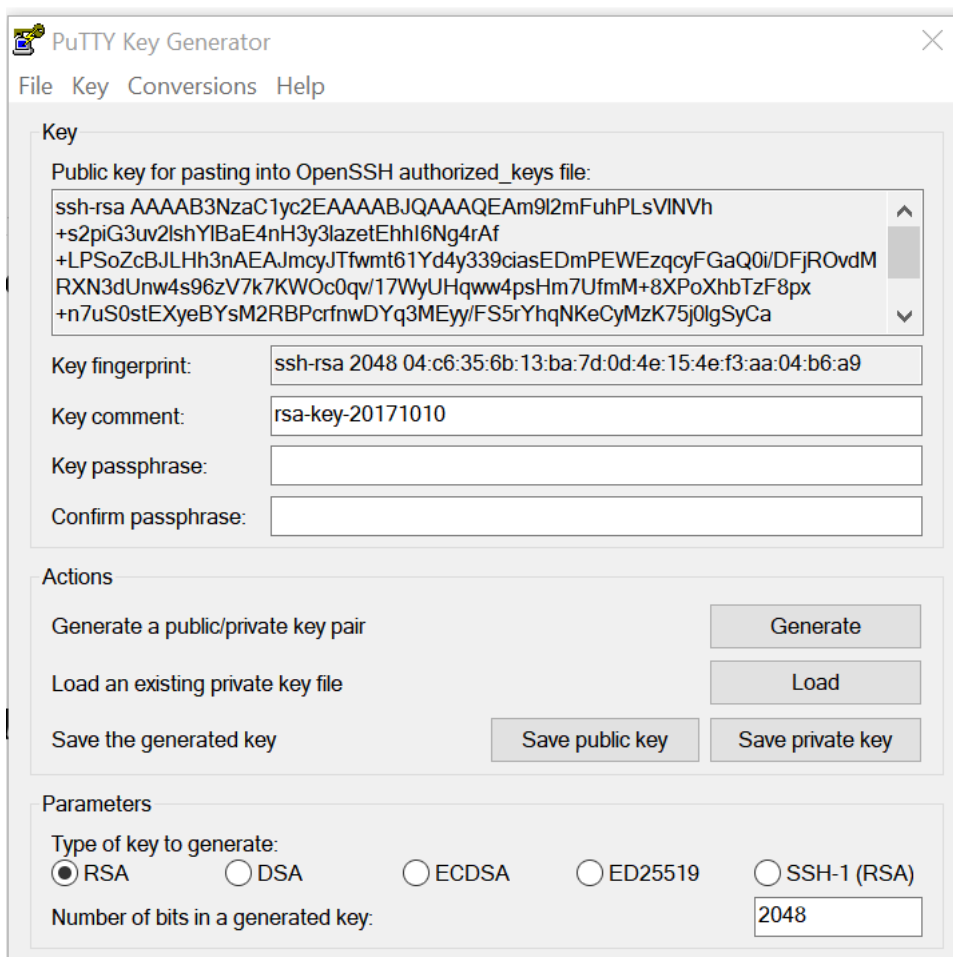 PuTTY Key Generator
File Key Conversions Help
Key
Public key for pasting into OpenSSH authorized_keys file:
ssh-rsa AAAAB3NzaC1yc2EAAAABJQAAAQEAm9l2mFuhPLsVlNVh
+s2piG3uv2lshYlBaE4nH3y3lazetEhhI6Ng4rAf
+LPSoZcBJLHh3nAEAJmcyJTfwmt61Yd4y339ciasEDmPEWEzqcyFGaQ0i/DFjROvdM
RXN3dUnw4s96zV7k7KWOc0qv/17WyUHqww4psHm7UfmM+8XPoXhbTzF8px
+n7uS0stEXyeBYsM2RBPcrfnwDYq3MEyy/FS5rYhqNKeCyMzK75j0lgSyCa
Key fingerprint: ssh-rsa 2048 04:c6:35:6b:13:ba:7d:0d:4e:15:4e:f3:aa:04:b6:a9
Key comment: rsa-key-20171010
Key passphrase:
Confirm passphrase:
Actions
Generate a public/private key pair Generate
Load an existing private key file Load
Save the generated key Save public key Save private key
Parameters
Type of key to generate:
RSA DSA ECDSA ED25519 SSH-1 (RSA)
Number of bits in a generated key: 2048